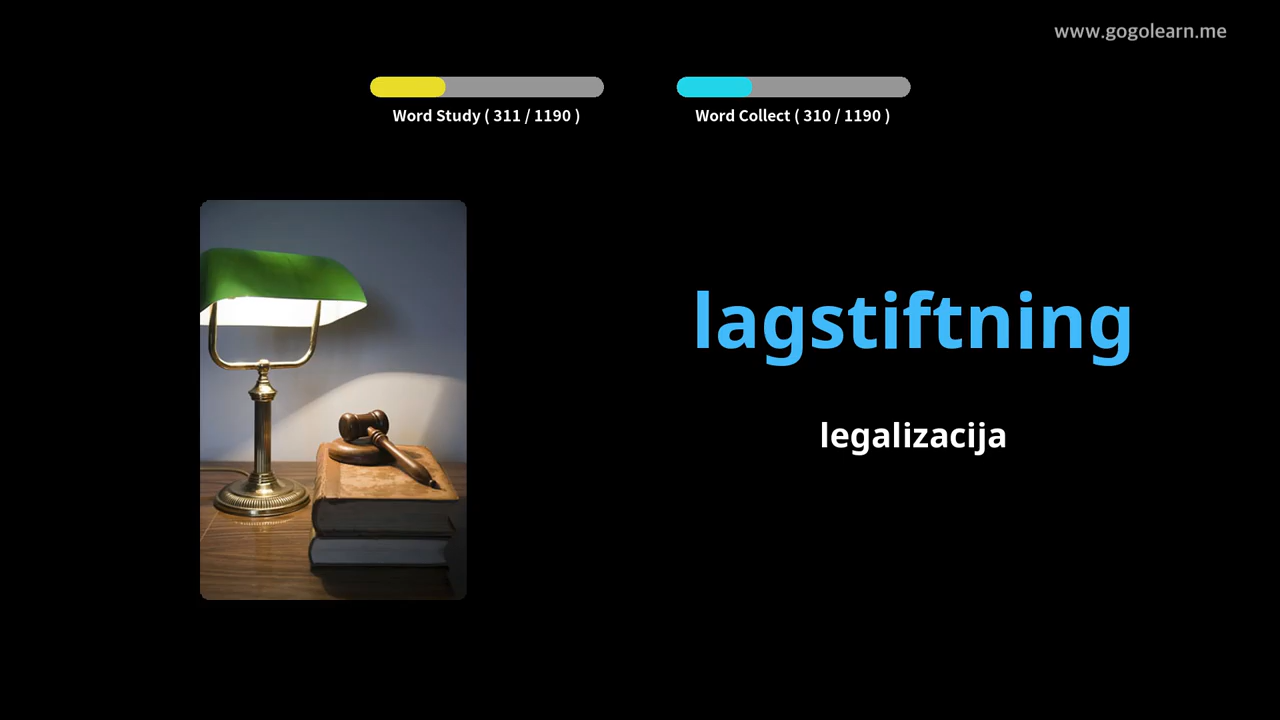 www.gogolearn.me
Word Study ( 311 / 1190 )
Word Collect ( 310 / 1190 )
lagstiftning
legalizacija